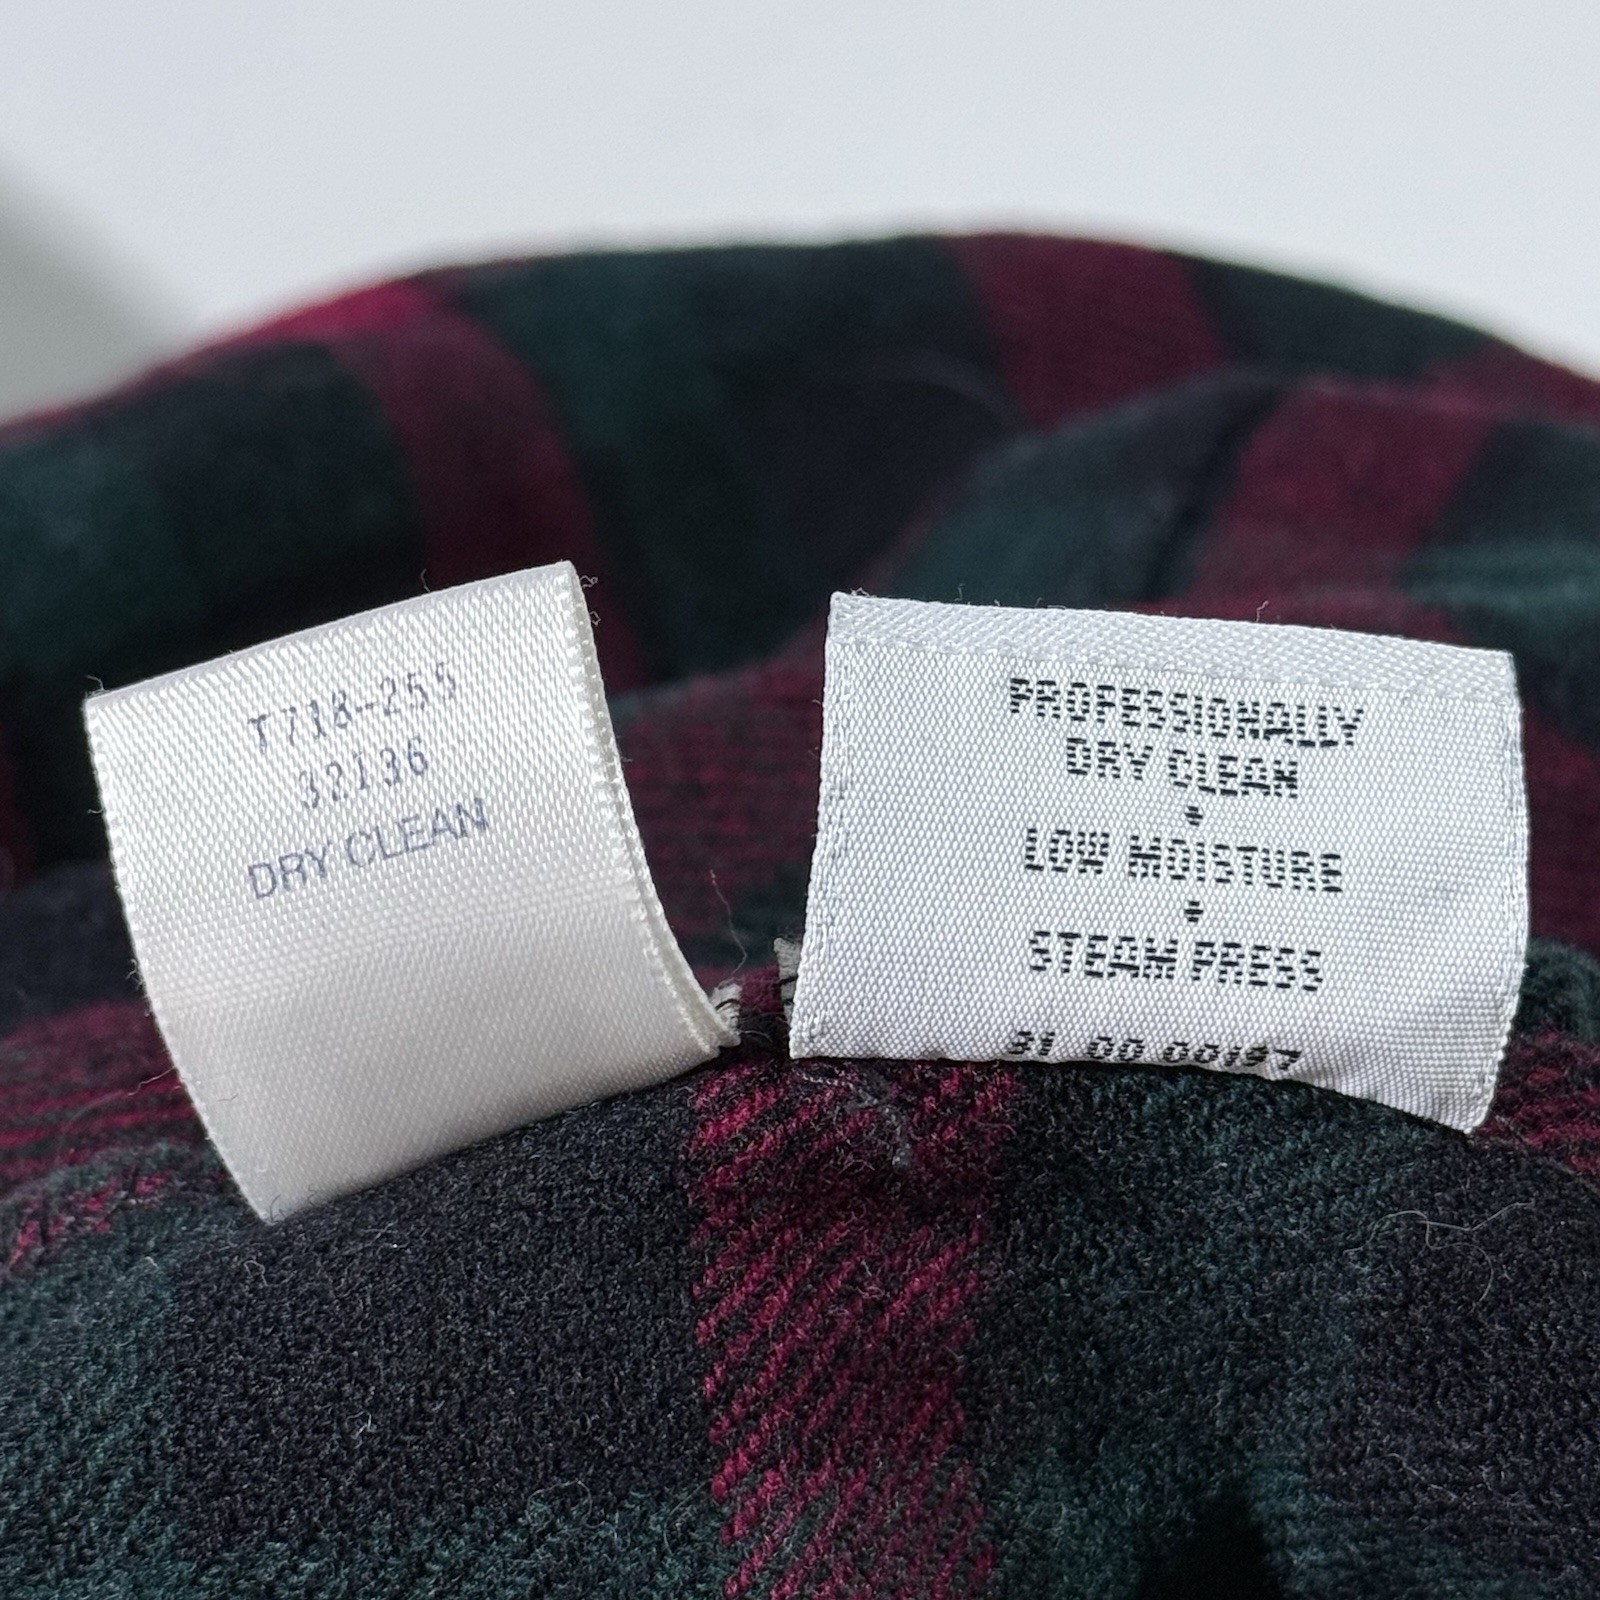 T718-255
32136
DRY CLEAN
PROFESSIONALLY
DRY CLEAN
•
LOW MOISTURE
•
STEAM PRESS